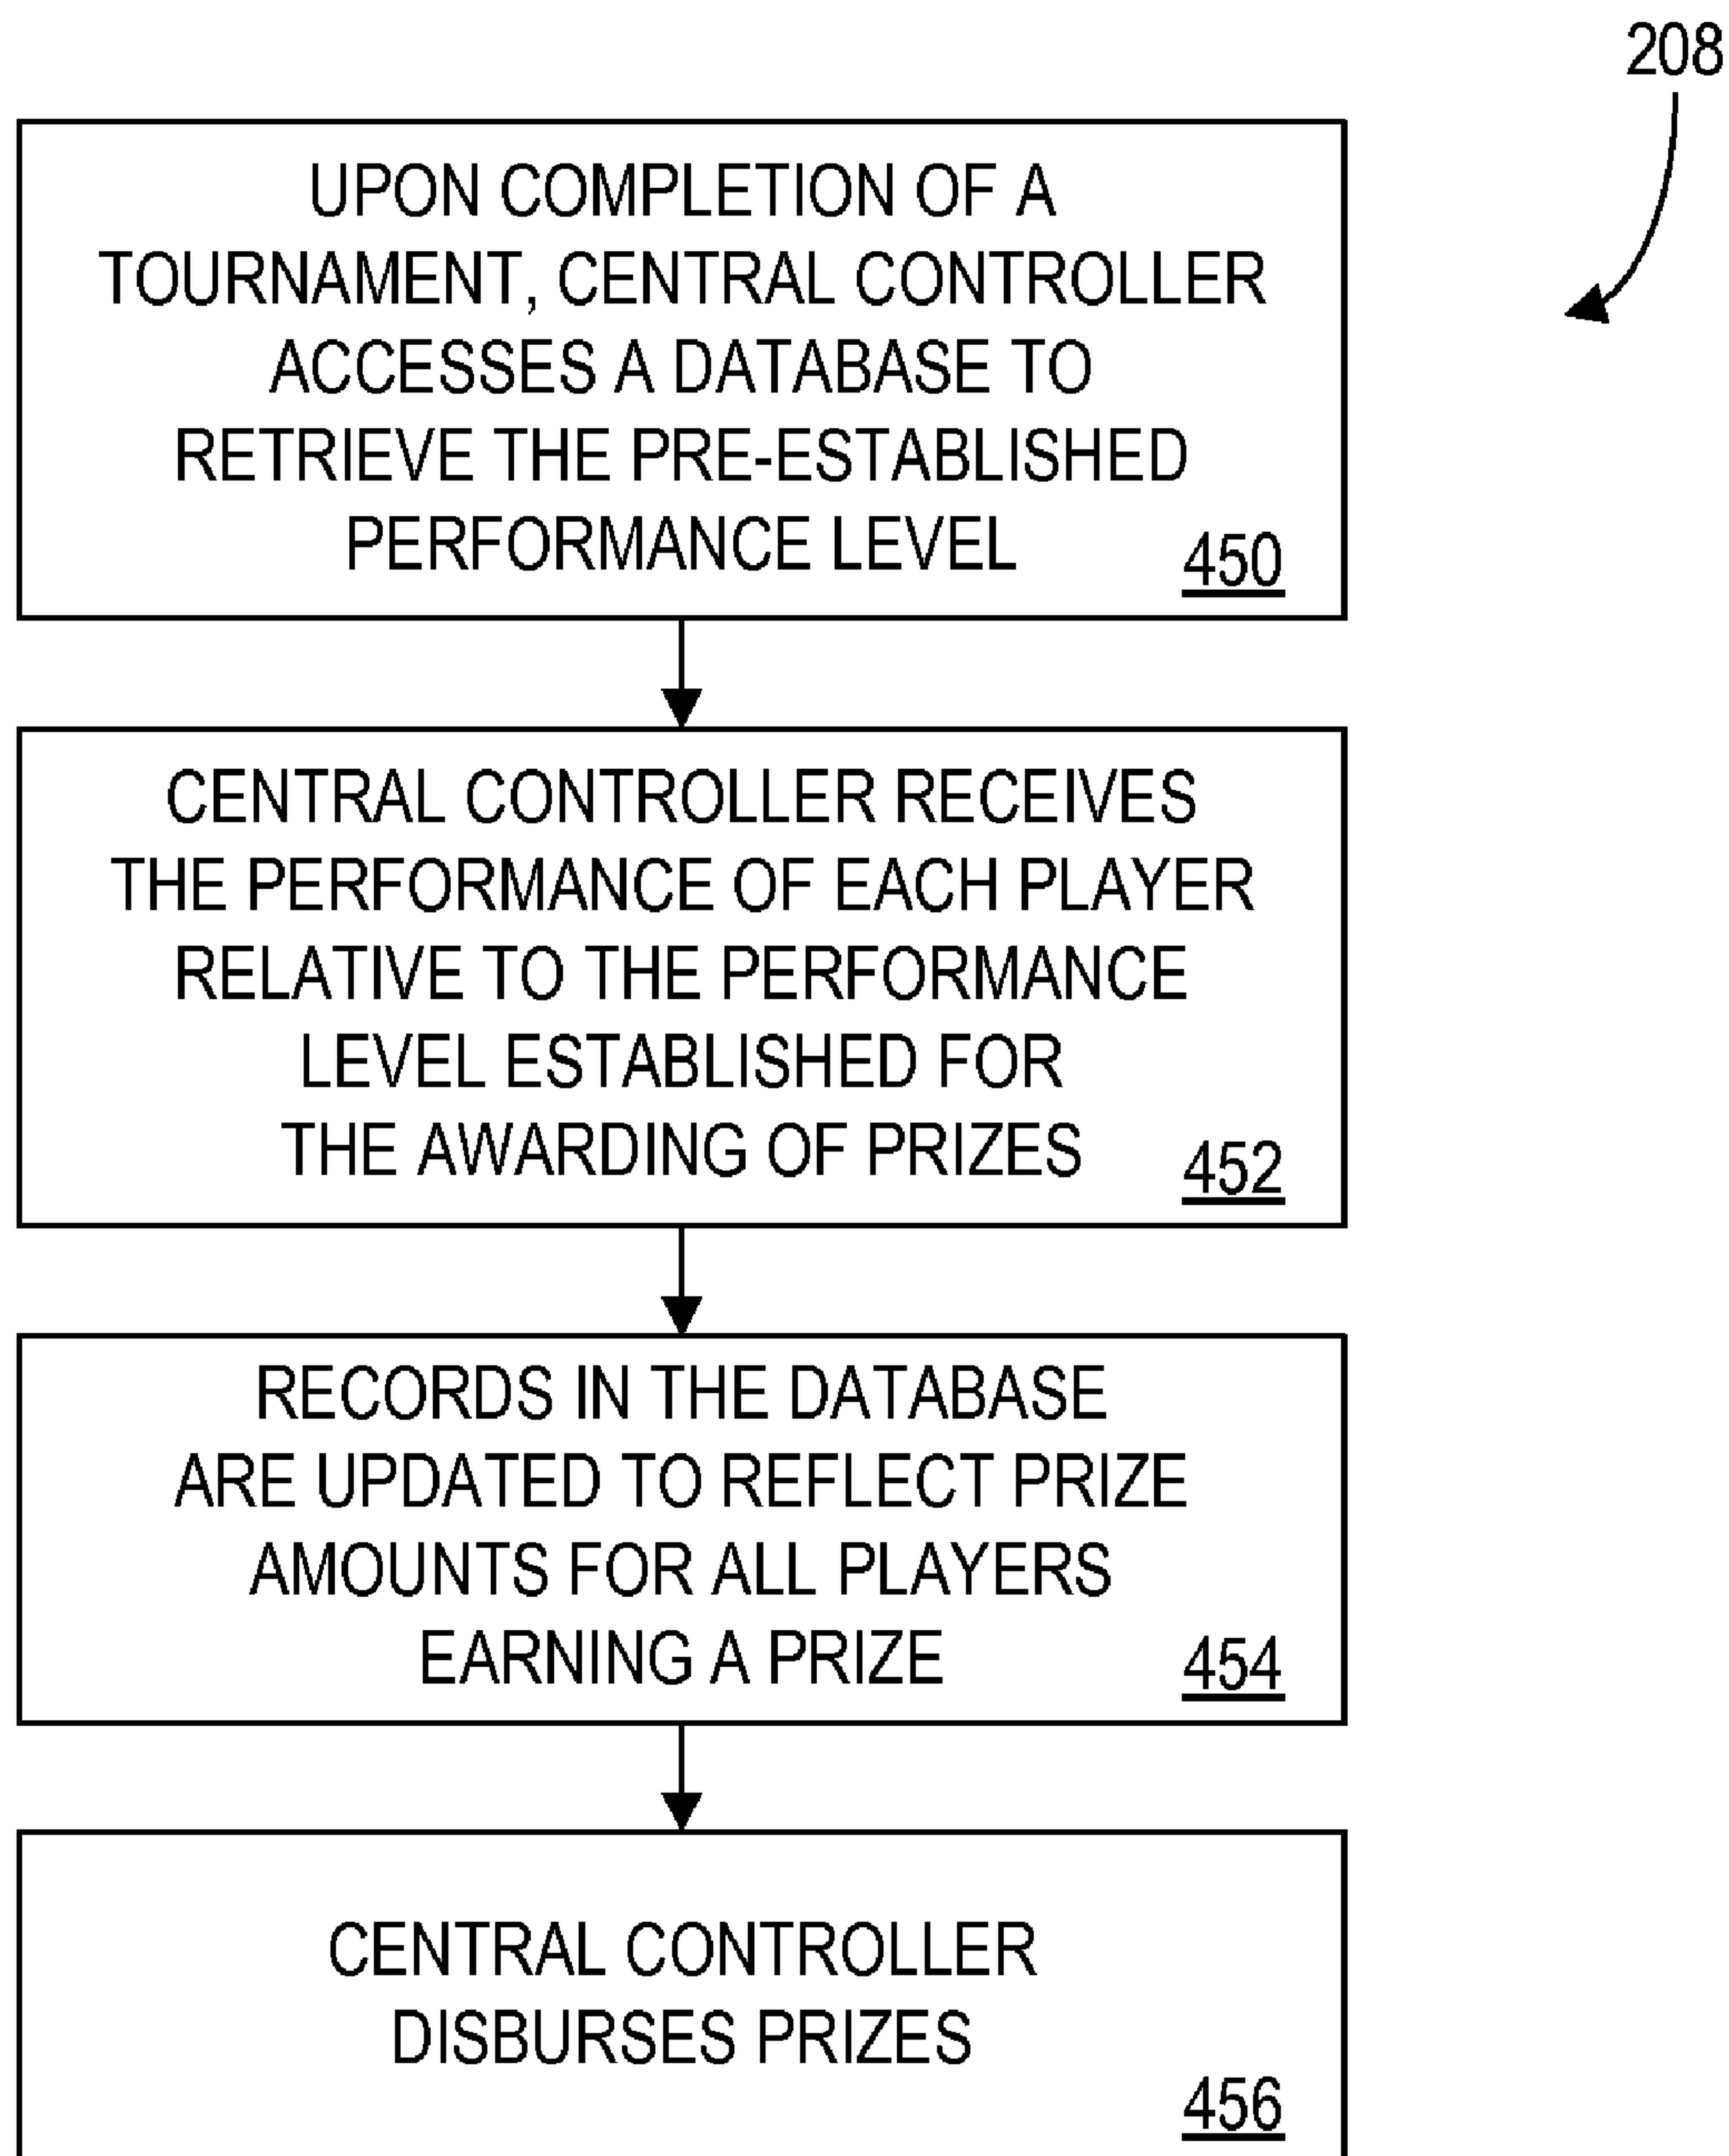 208
UPON COMPLETION OF A
TOURNAMENT, CENTRAL CONTROLLER
ACCESSES A DATABASE TO
RETRIEVE THE PRE-ESTABLISHED
PERFORMANCE LEVEL
450
CENTRAL CONTROLLER RECEIVES
THE PERFORMANCE OF EACH PLAYER
RELATIVE TO THE PERFORMANCE
LEVEL ESTABLISHED FOR
THE AWARDING OF PRIZES
452
RECORDS IN THE DATABASE
ARE UPDATED TO REFLECT PRIZE
AMOUNTS FOR ALL PLAYERS
EARNING A PRIZE
454
CENTRAL CONTROLLER
DISBURSES PRIZES
456